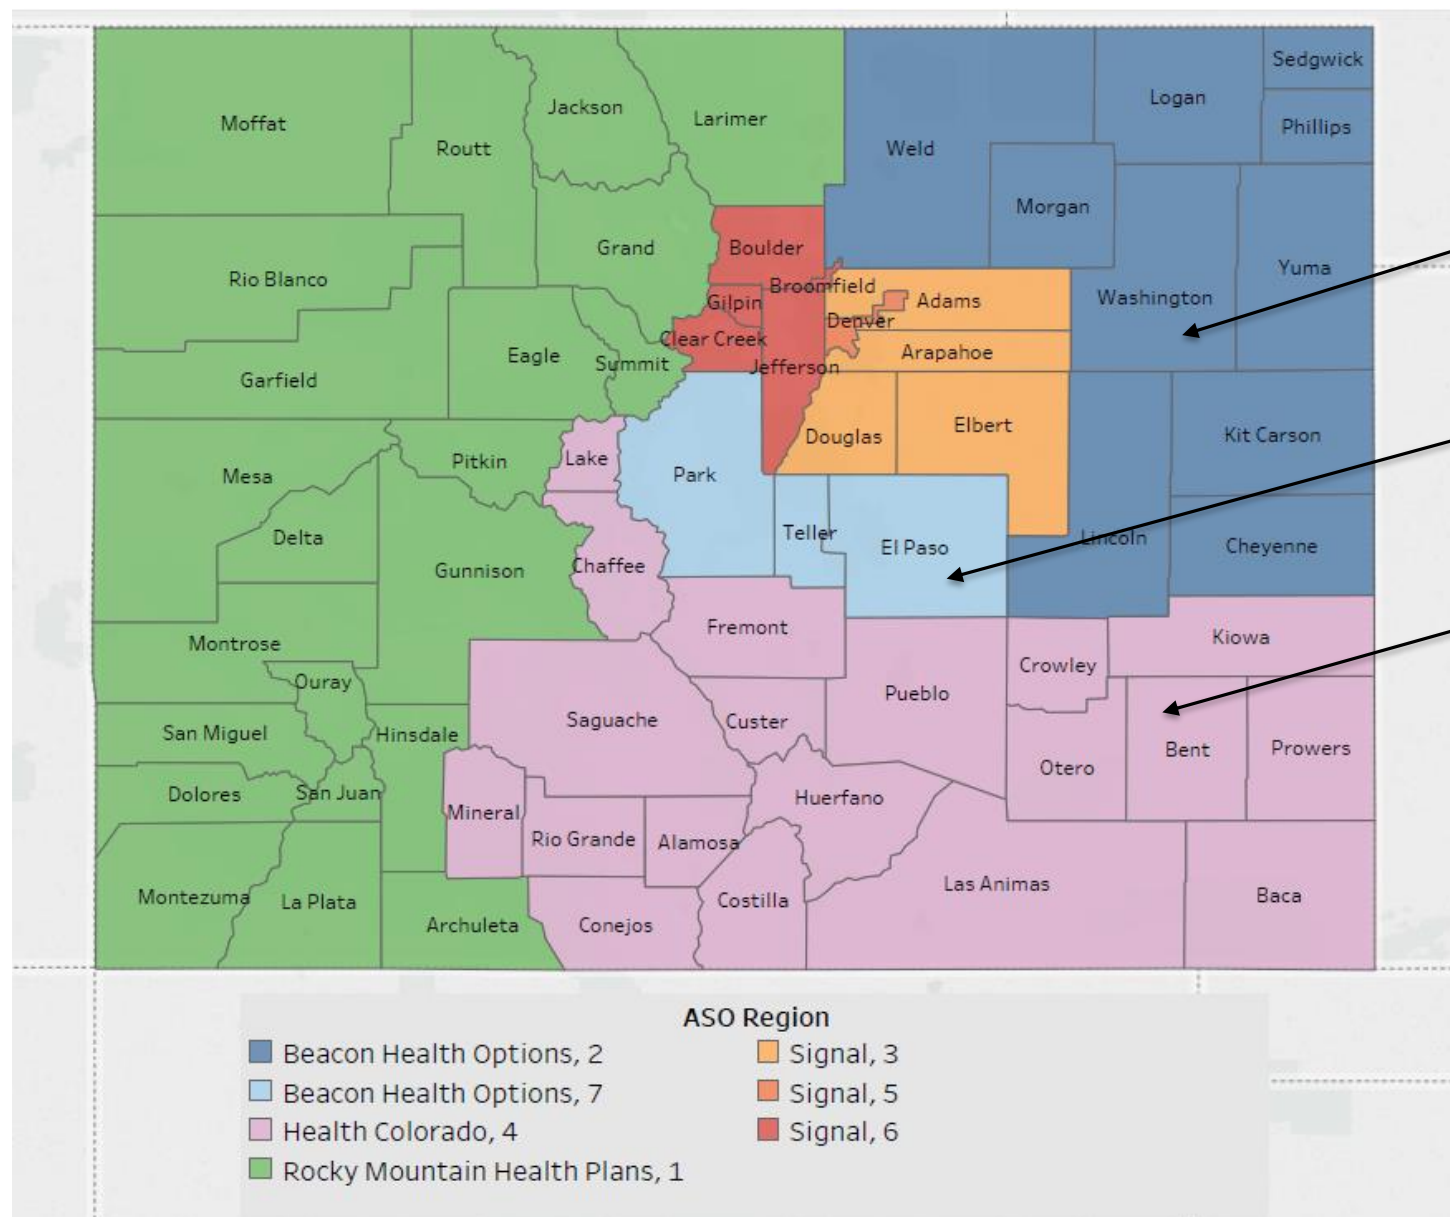 Sedgwick
Logan
Jackson
Larimer
Moffat
Phillips
Routt
Weld
Morgan
Grand
Boulder
Yuma
Rio Blanco
Broomfield
Washington
Gilpin
Adams
Denver
Clear Creek
Eagle
Arapahoe
Summit
Jefferson
Garfield
Elbert
Kit Carson
Douglas
Lake
Pitkin
Park
Mesa
Teller
Delta
Lincoln
El Paso
Cheyenne
Chaffee
Gunnison
Fremont
Kiowa
Montrose
Crowley
Ouray
Pueblo
Saguache
Custer
San Miguel
Hinsdale
Bent
Prowers
Otero
Dolores
San Juan
Huerfano
Mineral
Rio Grande
Alamosa
Las Animas
Baca
Montezuma
La Plata
Costilla
Archuleta
Conejos
ASO Region
Beacon Health Options, 2
Beacon Health Options, 7
Health Colorado, 4
Rocky Mountain Health Plans, 1
Signal, 3
Signal, 5
Signal, 6